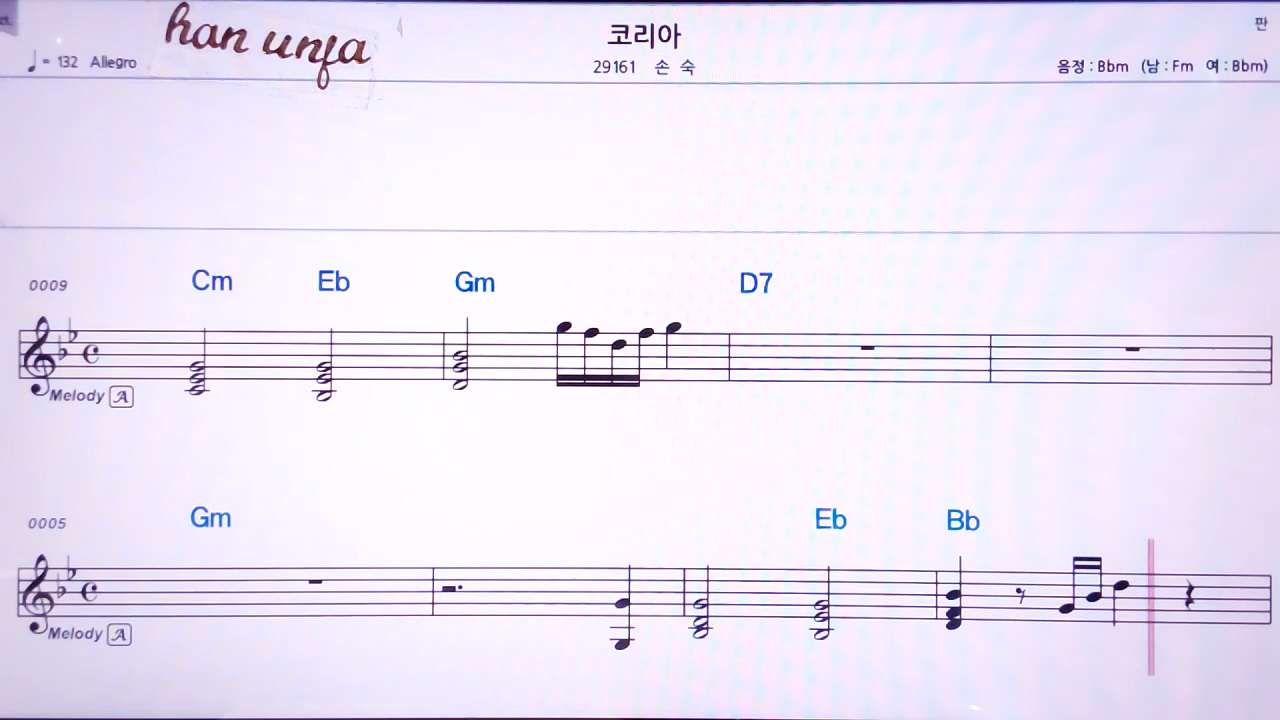 han unja
코리아
판
♩= 132 Allegro
29161 손 숙
음정 : Bbm (남 : Fm 여 : Bbm)
Cm Eb Gm D7
0009
Melody A
Gm Eb Bb
0005
Melody A